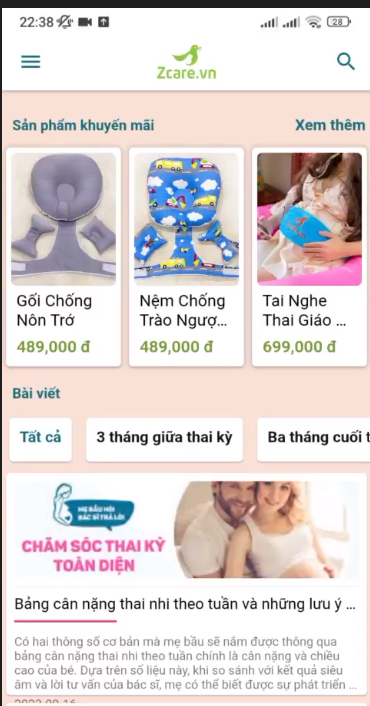 22:38
28
Zcare.vn
Sản phẩm khuyến mãi
Xem thêm
Gối Chống
Nôn Trớ
489,000 đ
Nệm Chống
Trào Ngượ...
489,000 đ
Tai Nghe
Thai Giáo ...
699,000 đ
Bài viết
Tất cả
3 tháng giữa thai kỳ
Ba tháng cuối t
MẸ BẦU HỎI
BÁC SĨ TRẢ LỜI
CHĂM SÓC THAI KỲ
TOÀN DIỆN
Bảng cân nặng thai nhi theo tuần và những lưu ý ...
Có hai thông số cơ bản mà mẹ bầu sẽ nắm được thông qua
bảng cân nặng thai nhi theo tuần chính là cân nặng và chiều
cao của bé. Dựa trên số liệu này, khi so sánh với kết quả siêu
âm và lời tư vấn của bác sĩ, mẹ có thể biết được sự phát triển ...